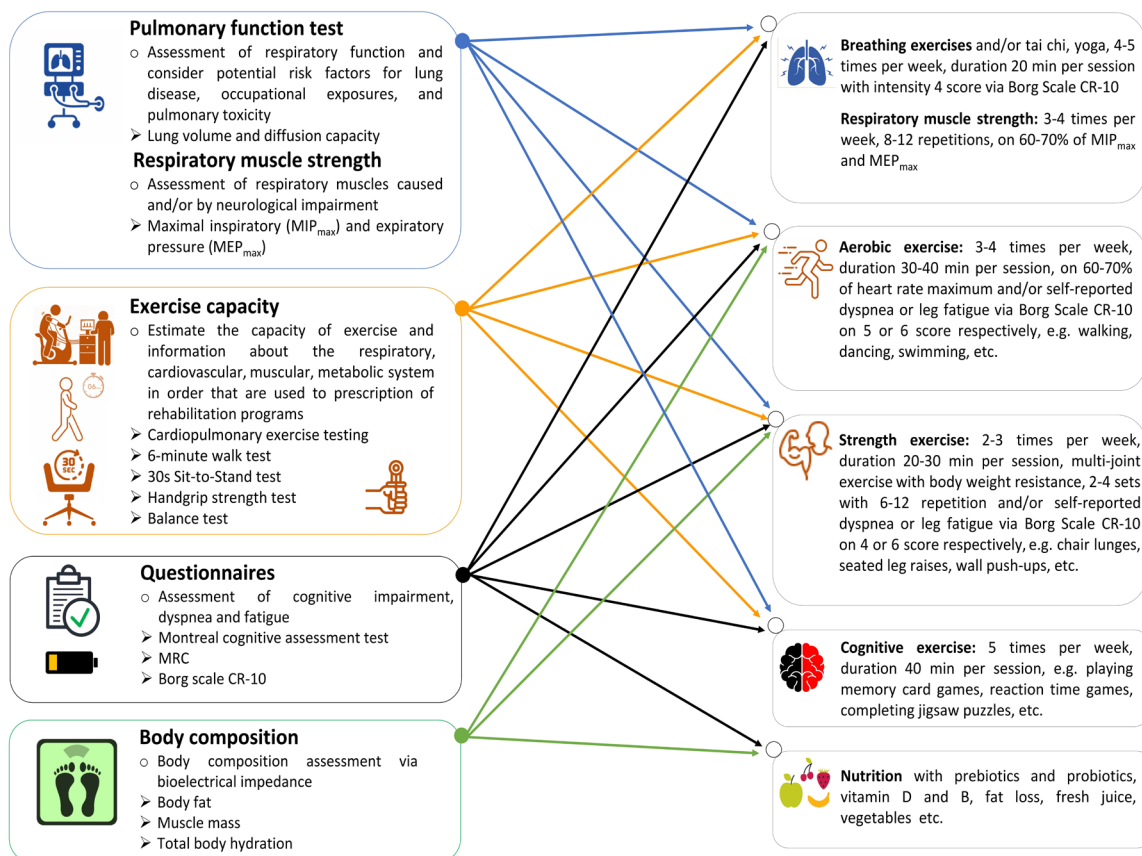 Pulmonary function test
o Assessment of respiratory function and
consider potential risk factors for lung
disease, occupational exposures, and
pulmonary toxicity
➢ Lung volume and diffusion capacity
Respiratory muscle strength
o Assessment of respiratory muscles caused
and/or by neurological impairment
➢ Maximal inspiratory (MIPmax) and expiratory
pressure (MEPmax)
Exercise capacity
o Estimate the capacity of exercise and
information about the respiratory,
cardiovascular, muscular, metabolic system
in order that are used to prescription of
rehabilitation programs
➢ Cardiopulmonary exercise testing
➢ 6-minute walk test
➢ 30s Sit-to-Stand test
➢ Handgrip strength test
➢ Balance test
06...
30
SEC
Questionnaires
o Assessment of cognitive impairment,
dyspnea and fatigue
➢ Montreal cognitive assessment test
➢ MRC
➢ Borg scale CR-10
Body composition
o Body composition assessment via
bioelectrical impedance
➢ Body fat
➢ Muscle mass
➢ Total body hydration
Breathing exercises and/or tai chi, yoga, 4-5
times per week, duration 20 min per session
with intensity 4 score via Borg Scale CR-10
Respiratory muscle strength: 3-4 times per
week, 8-12 repetitions, on 60-70% of MIPmax
and MEPmax
Aerobic exercise: 3-4 times per week,
duration 30-40 min per session, on 60-70%
of heart rate maximum and/or self-reported
dyspnea or leg fatigue via Borg Scale CR-10
on 5 or 6 score respectively, e.g. walking,
dancing, swimming, etc.
Strength exercise: 2-3 times per week,
duration 20-30 min per session, multi-joint
exercise with body weight resistance, 2-4 sets
with 6-12 repetition and/or self-reported
dyspnea or leg fatigue via Borg Scale CR-10
on 4 or 6 score respectively, e.g. chair lunges,
seated leg raises, wall push-ups, etc.
Cognitive exercise: 5 times per week,
duration 40 min per session, e.g. playing
memory card games, reaction time games,
completing jigsaw puzzles, etc.
Nutrition with prebiotics and probiotics,
vitamin D and B, fat loss, fresh juice,
vegetables etc.